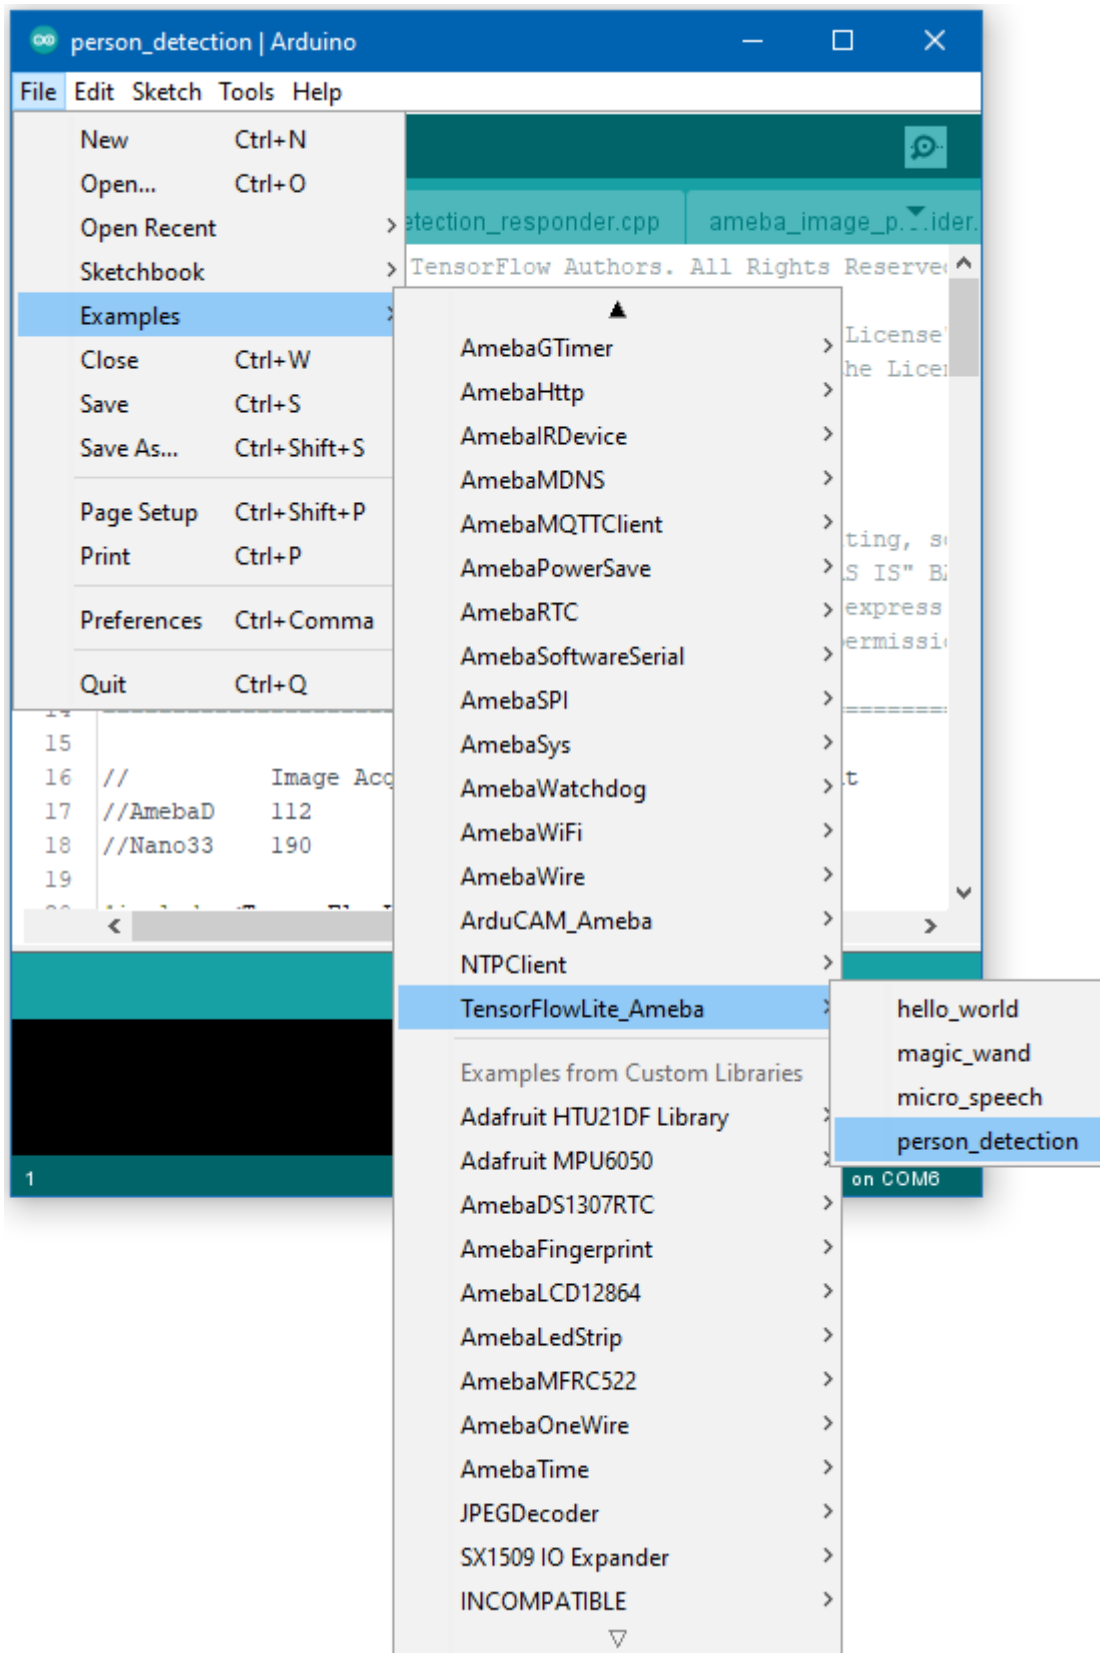 person_detection | Arduino
File Edit Sketch Tools Help
New Ctrl+N
Open... Ctrl+O
Open Recent
Sketchbook
Examples
Close Ctrl+W
Save Ctrl+S
Save As... Ctrl+Shift+S
Page Setup Ctrl+Shift+P
Print Ctrl+P
Preferences Ctrl+Comma
Quit Ctrl+Q
etection_responder.cpp ameba_image_p
ider.
TensorFlow Authors. All Rights Reserve
License
he Lice
ting, s
S IS" B
express
ermissi
AmebaGTimer
AmebaHttp
AmebaIRDevice
AmebaMDNS
AmebaMQTTClient
AmebaPowerSave
AmebaRTC
AmebaSoftwareSerial
AmebaSPI
AmebaSys
AmebaWatchdog
AmebaWiFi
AmebaWire
ArduCAM_Ameba
NTPClient
TensorFlowLite_Ameba
Examples from Custom Libraries
Adafruit HTU21DF Library
Adafruit MPU6050
AmebaDS1307RTC
AmebaFingerprint
AmebaLCD12864
AmebaLedStrip
AmebaMFRC522
AmebaOneWire
AmebaTime
JPEGDecoder
SX1509 IO Expander
INCOMPATIBLE
hello_world
magic_wand
micro_speech
person_detection
15
16 // Image Acq t
17 //AmebaD 112
18 //Nano33 190
19
1 on COM6